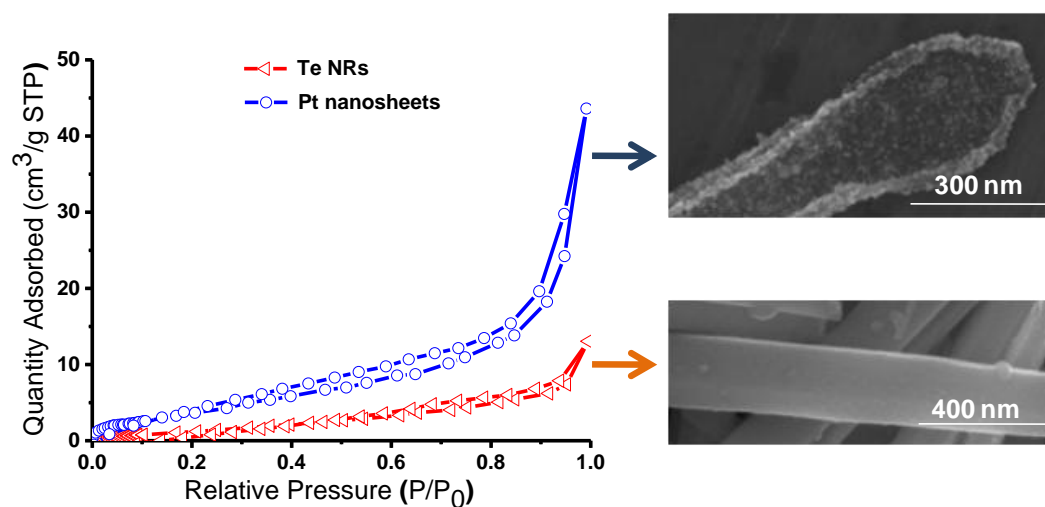 50
40
30
20
10
0
Quantity Adsorbed (cm³/g STP)
Te NRs
Pt nanosheets
0.0 0.2 0.4 0.6 0.8 1.0
Relative Pressure (P/P₀)
300 nm
400 nm